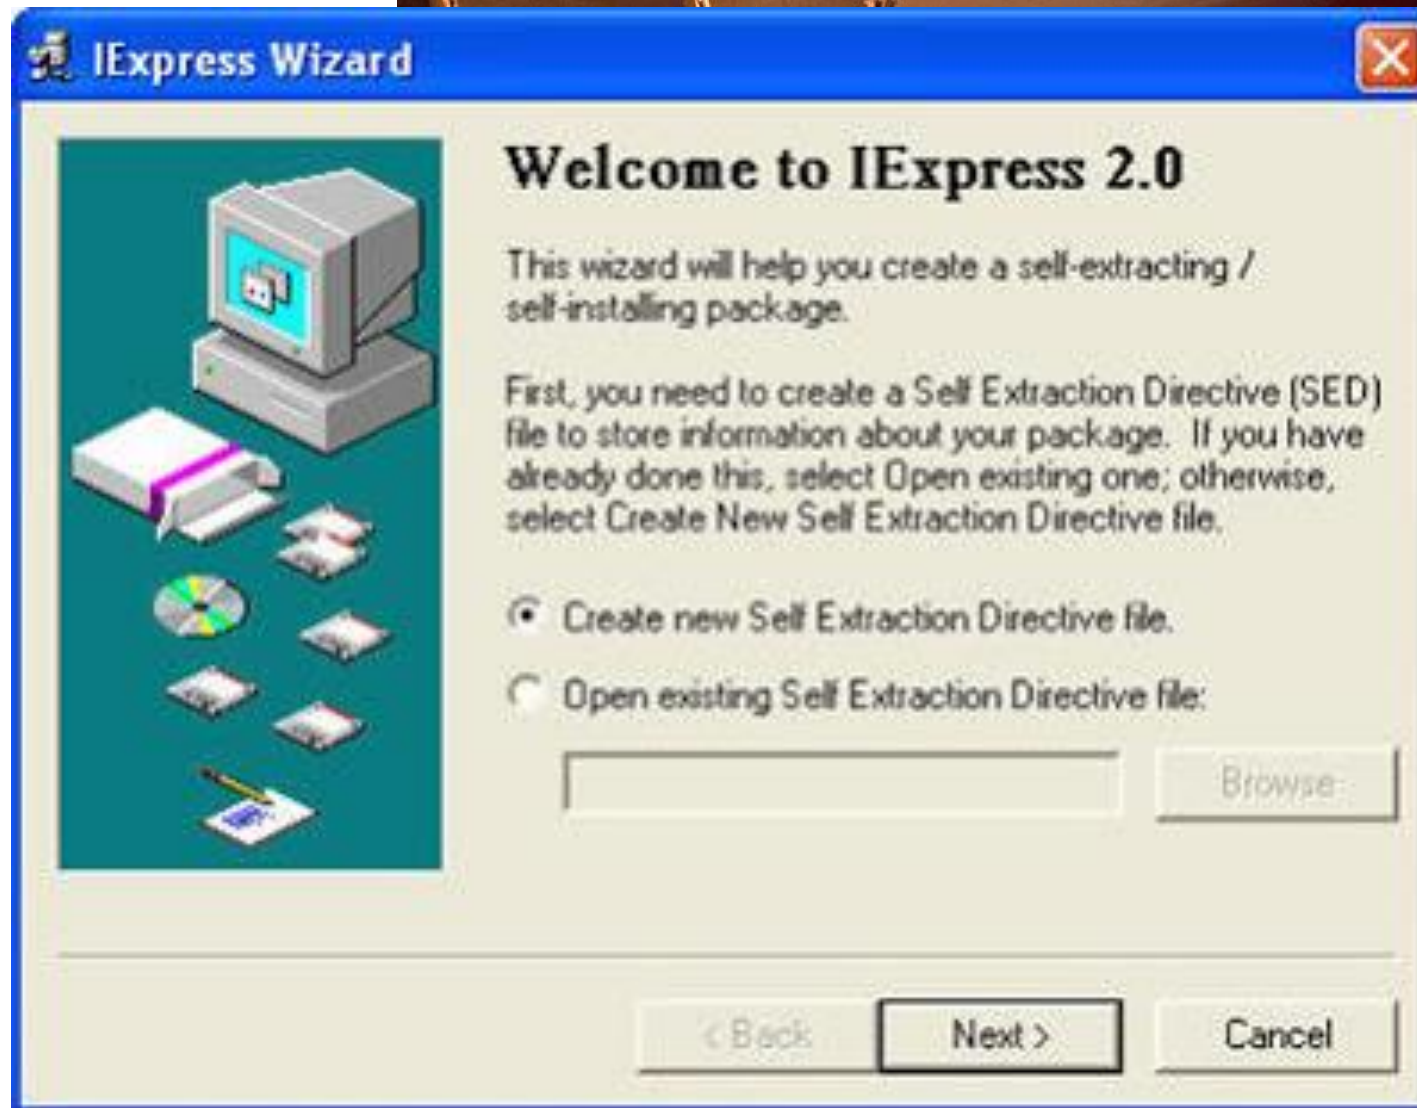 IExpress Wizard
Welcome to IExpress 2.0
This wizard will help you create a self-extracting /
self-installing package.
First, you need to create a Self Extraction Directive (SED)
file to store information about your package. If you have
already done this, select Open existing one; otherwise,
select Create New Self Extraction Directive file.
Create new Self Extraction Directive file.
Open existing Self Extraction Directive file:
Browse
< Back Next > Cancel